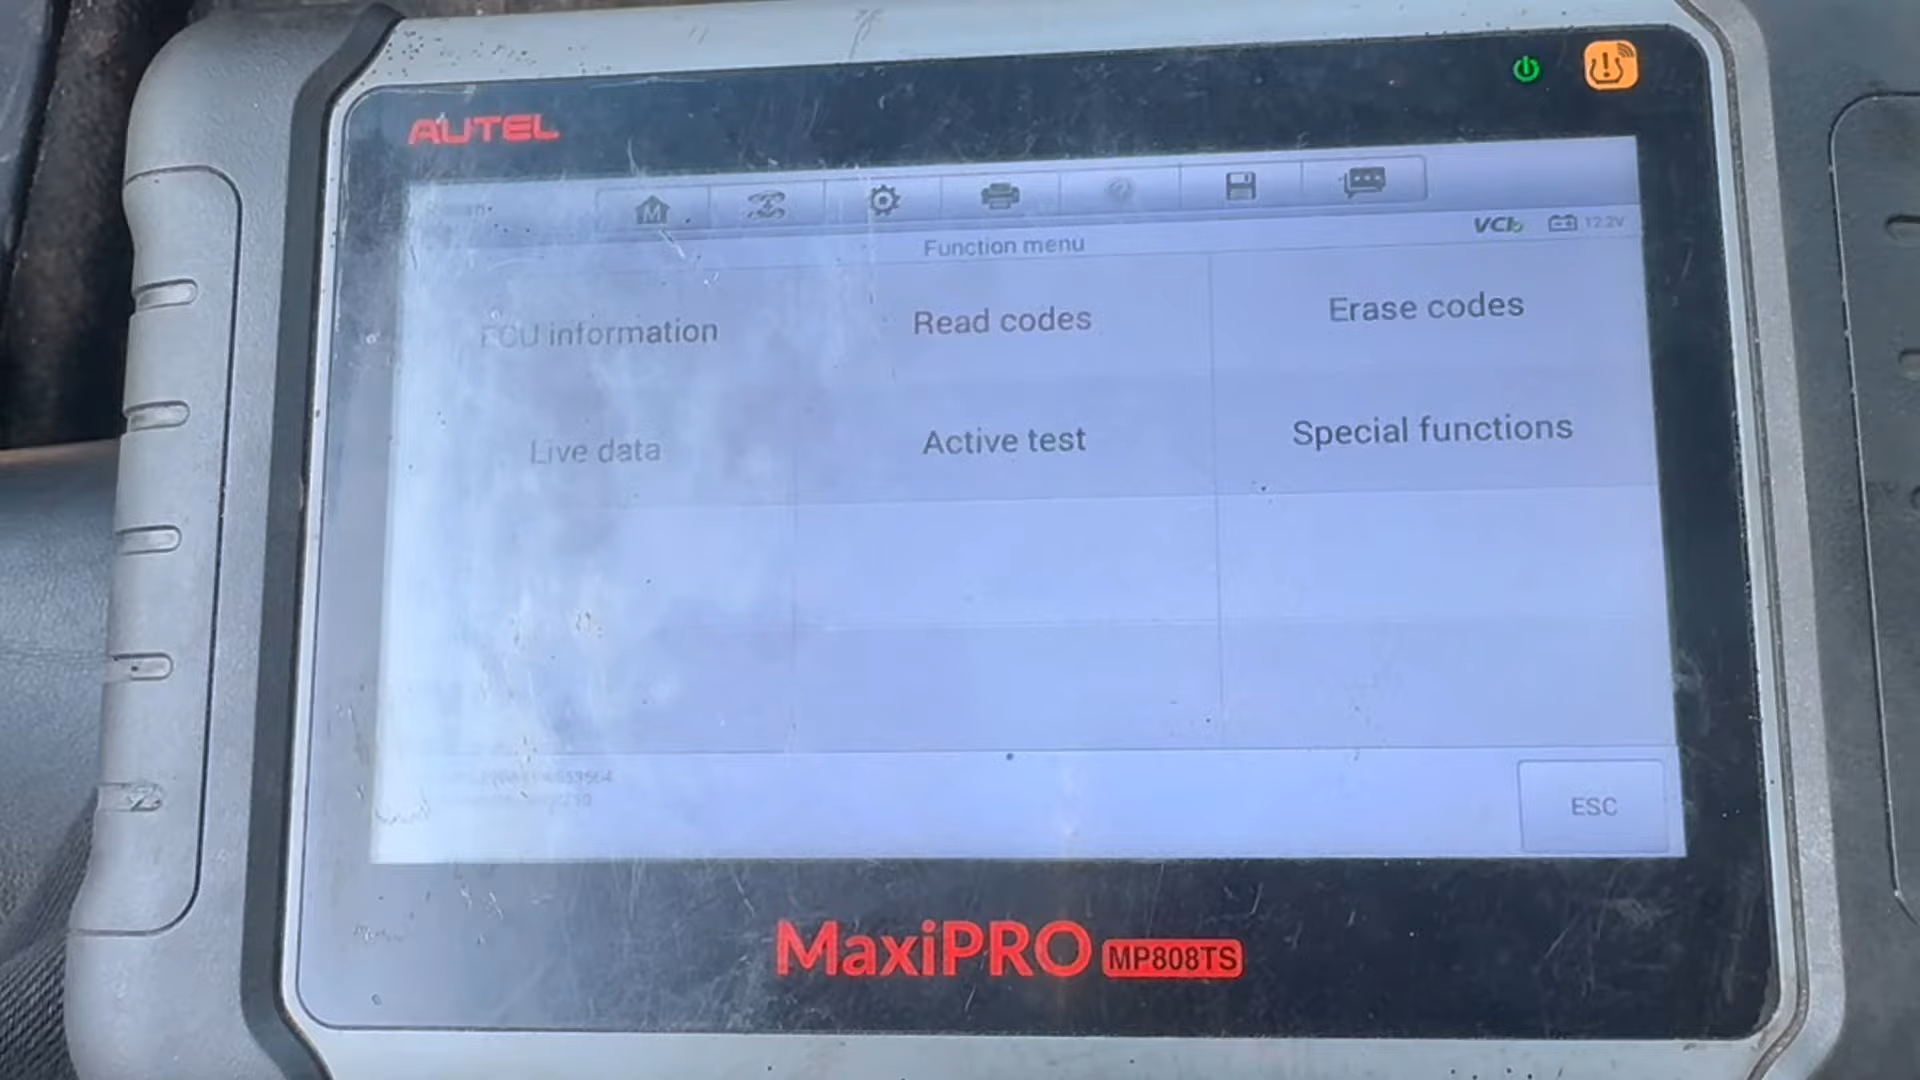 AUTEL
VCI 12.2V
Function menu
ECU information Read codes Erase codes
Live data Active test Special functions
ESC
MaxiPRO MP808TS